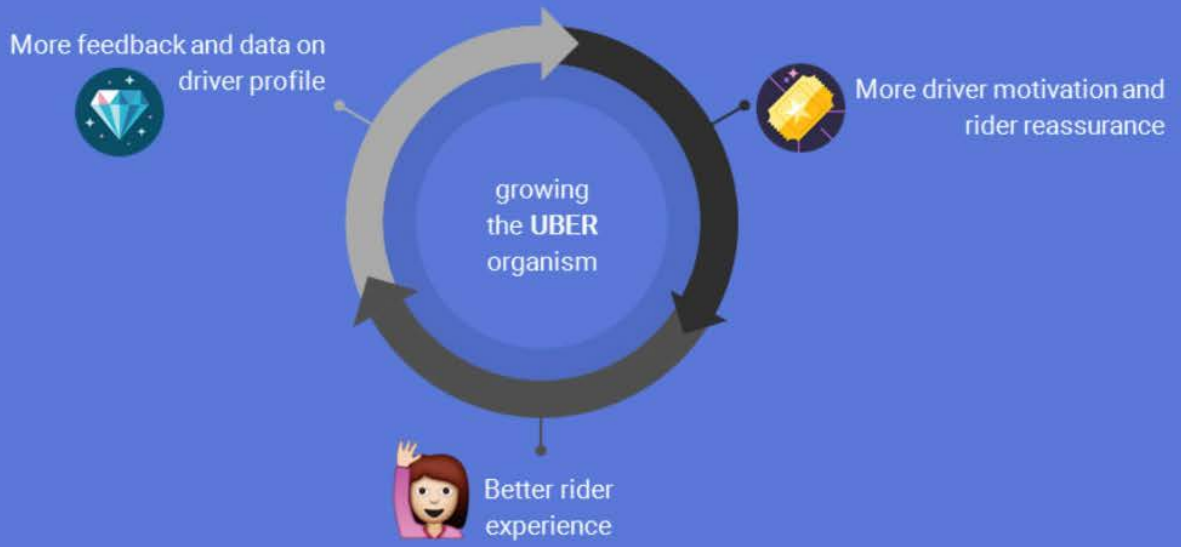 More feedback and data on
driver profile
More driver motivation and
rider reassurance
growing
the UBER
organism
Better rider
experience